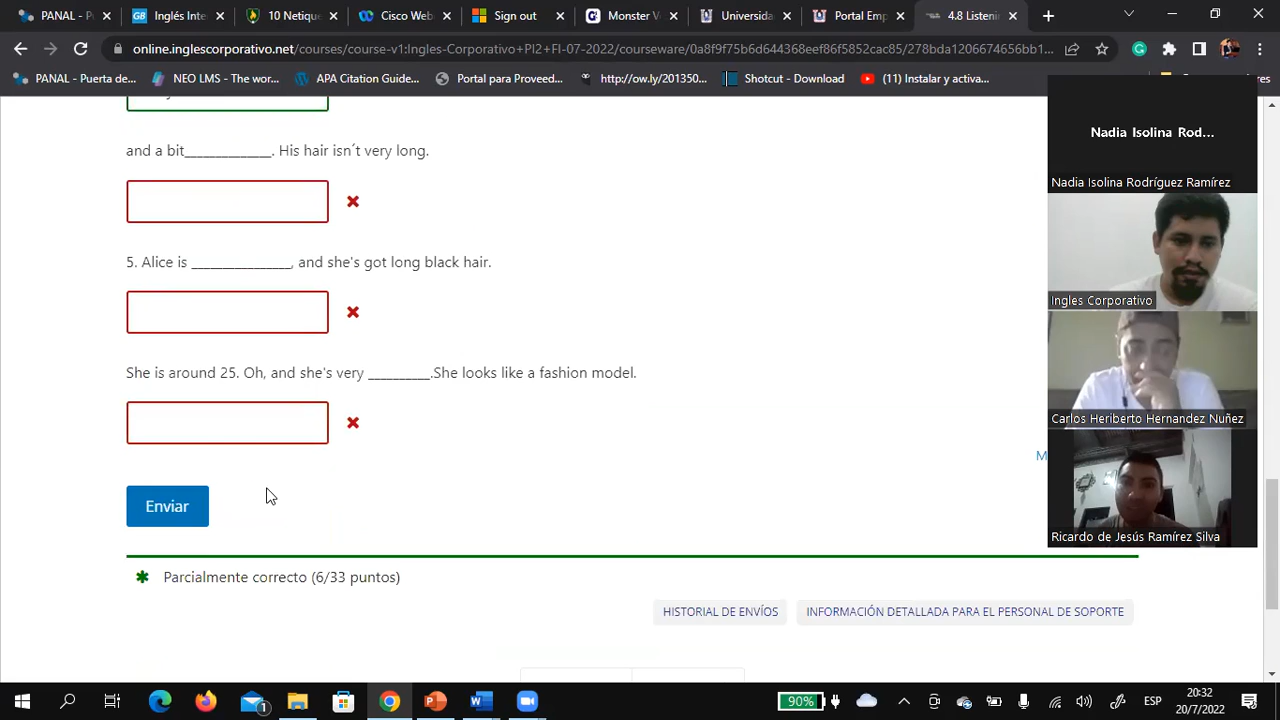 PANAL - Pu
Inglés Inte
10 Netique
Cisco Web
Sign out
Monster V
Universida
Portal Emp
4.8 Listenin
online.inglescorporativo.net/courses/course-v1:Ingles-Corporativo+PI2+FI-07-2022/courseware/0a8f9f75b6d644368eef86f5852cac85/278bda1206674656bb1...
PANAL - Puerta de...
NEO LMS - The wor...
APA Citation Guide...
Portal para Proveed...
http://ow.ly/201350...
Shotcut - Download
(11) Instalar y activa...
Nadia Isolina Rod...
Nadia Isolina Rodríguez Ramírez
Ingles Corporativo
Carlos Heriberto Hernandez Nuñez
Ricardo de Jesús Ramírez Silva
and a bit______________. His hair isn´t very long.
5. Alice is ________________, and she's got long black hair.
She is around 25. Oh, and she's very __________.She looks like a fashion model.
M
Enviar
Parcialmente correcto (6/33 puntos)
HISTORIAL DE ENVÍOS
INFORMACIÓN DETALLADA PARA EL PERSONAL DE SOPORTE
1
90%
ESP
20:32
20/7/2022